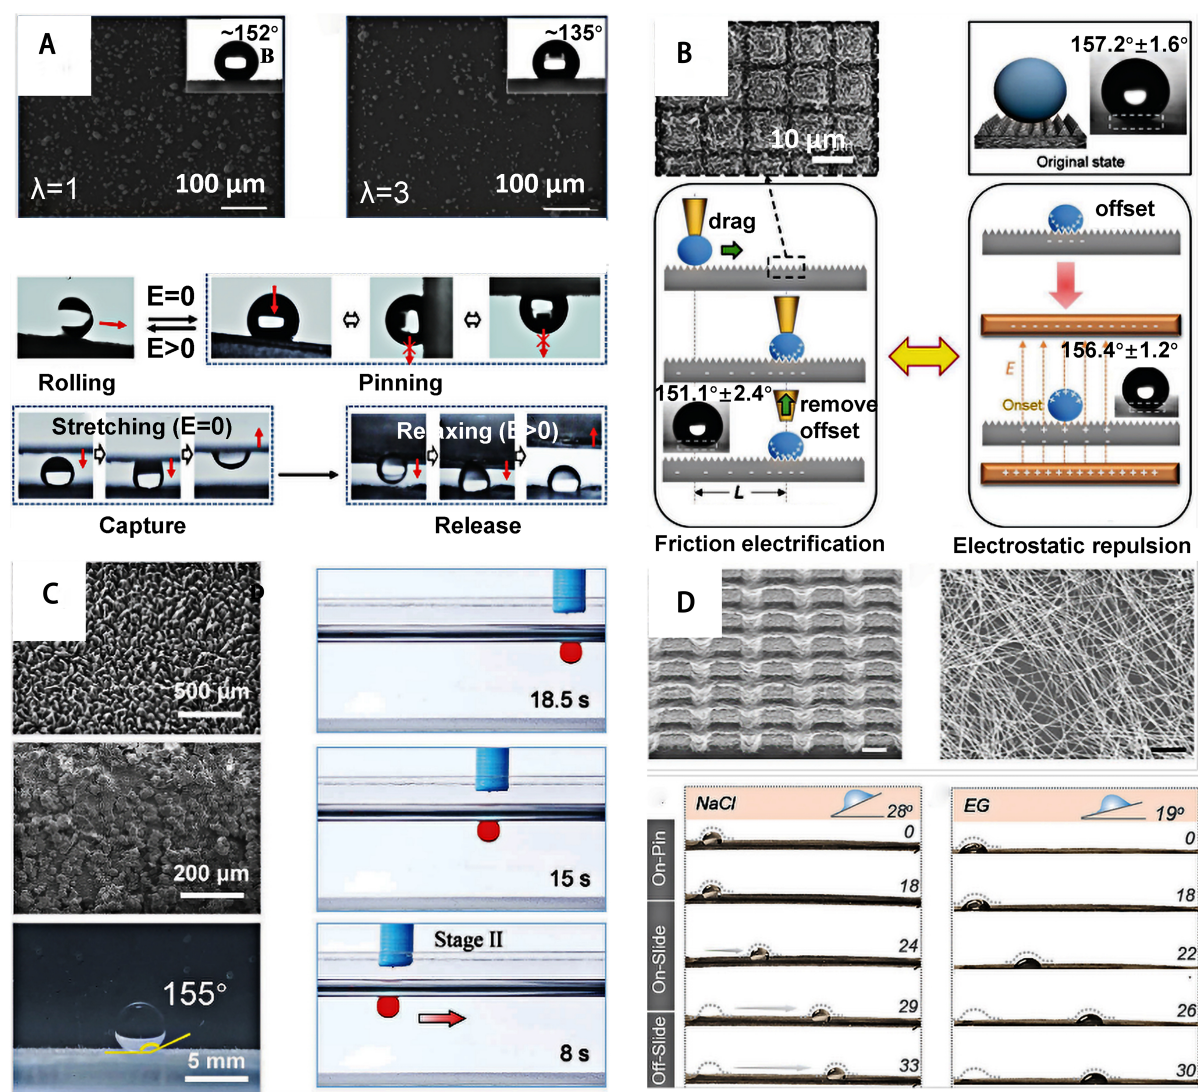 A
~152°
B
λ=1
100 µm
~135°
λ=3
100 µm
E=0
E>0
Rolling
Pinning
Stretching (E=0)
Relaxing (E>0)
Capture
Release
B
10 µm
157.2°±1.6°
Original state
drag
151.1°±2.4°
remove
offset
L
Friction electrification
offset
E
156.4°±1.2°
Onset
Electrostatic repulsion
C
500 µm
200 µm
155°
5 mm
18.5 s
15 s
Stage II
8 s
D
NaCl
28°
EG
19°
On-Pin
On-Slide
Off-Slide
0
18
24
29
33
0
18
22
26
30